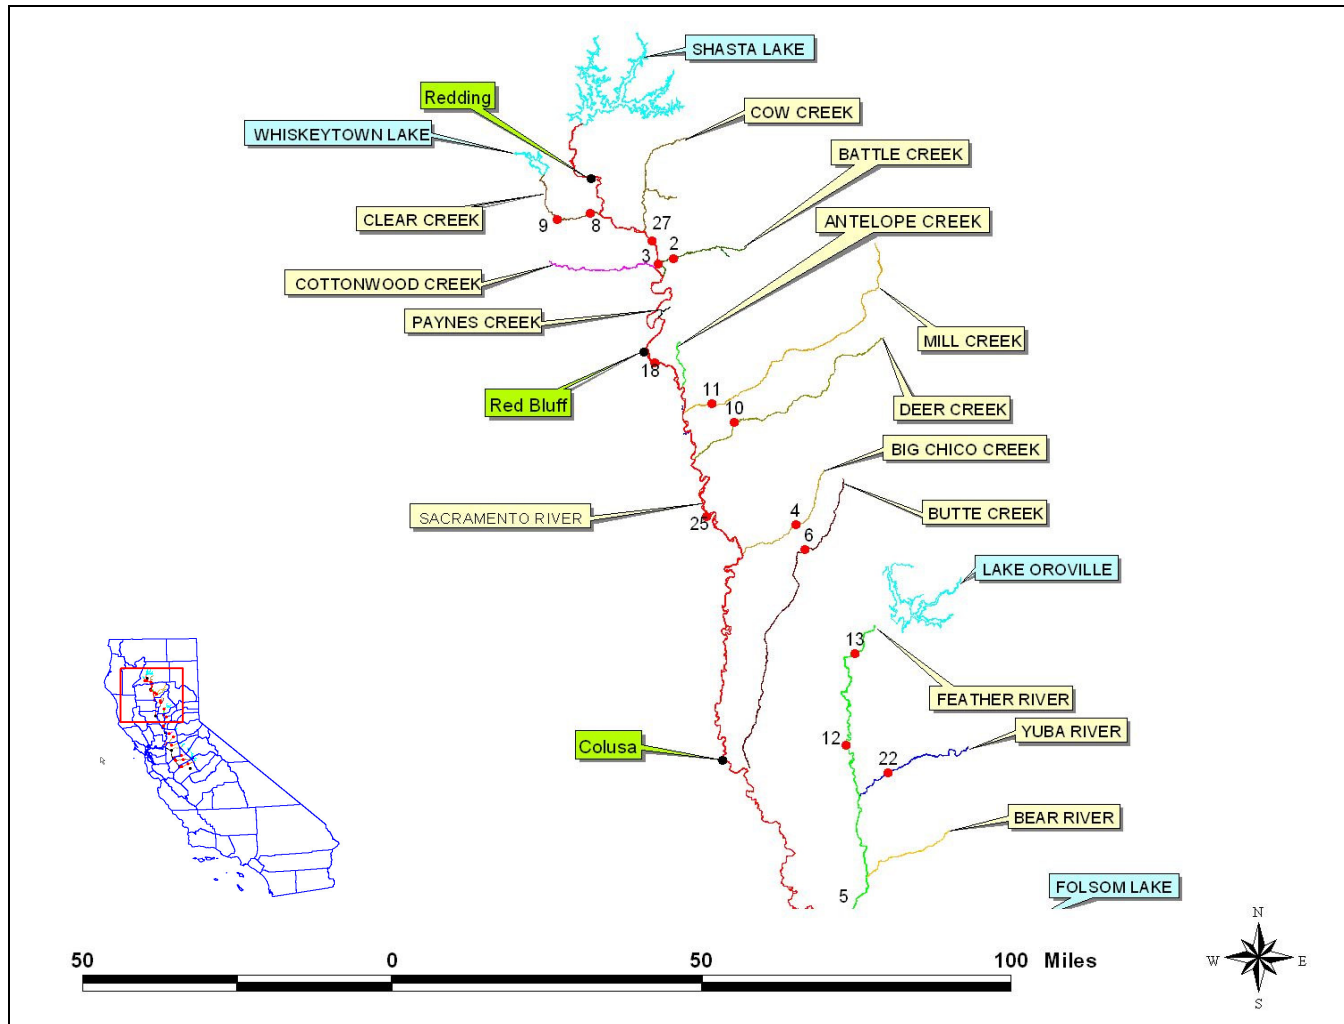 SHASTA LAKE
Redding
COW CREEK
WHISKEYTOWN LAKE
BATTLE CREEK
CLEAR CREEK
ANTELOPE CREEK
9
8
27
2
3
COTTONWOOD CREEK
PAYNES CREEK
MILL CREEK
18
Red Bluff
11
10
DEER CREEK
BIG CHICO CREEK
SACRAMENTO RIVER
25
4
BUTTE CREEK
6
LAKE OROVILLE
13
FEATHER RIVER
Colusa
12
YUBA RIVER
22
BEAR RIVER
5
FOLSOM LAKE
N
W E
S
50 0 50 100 Miles